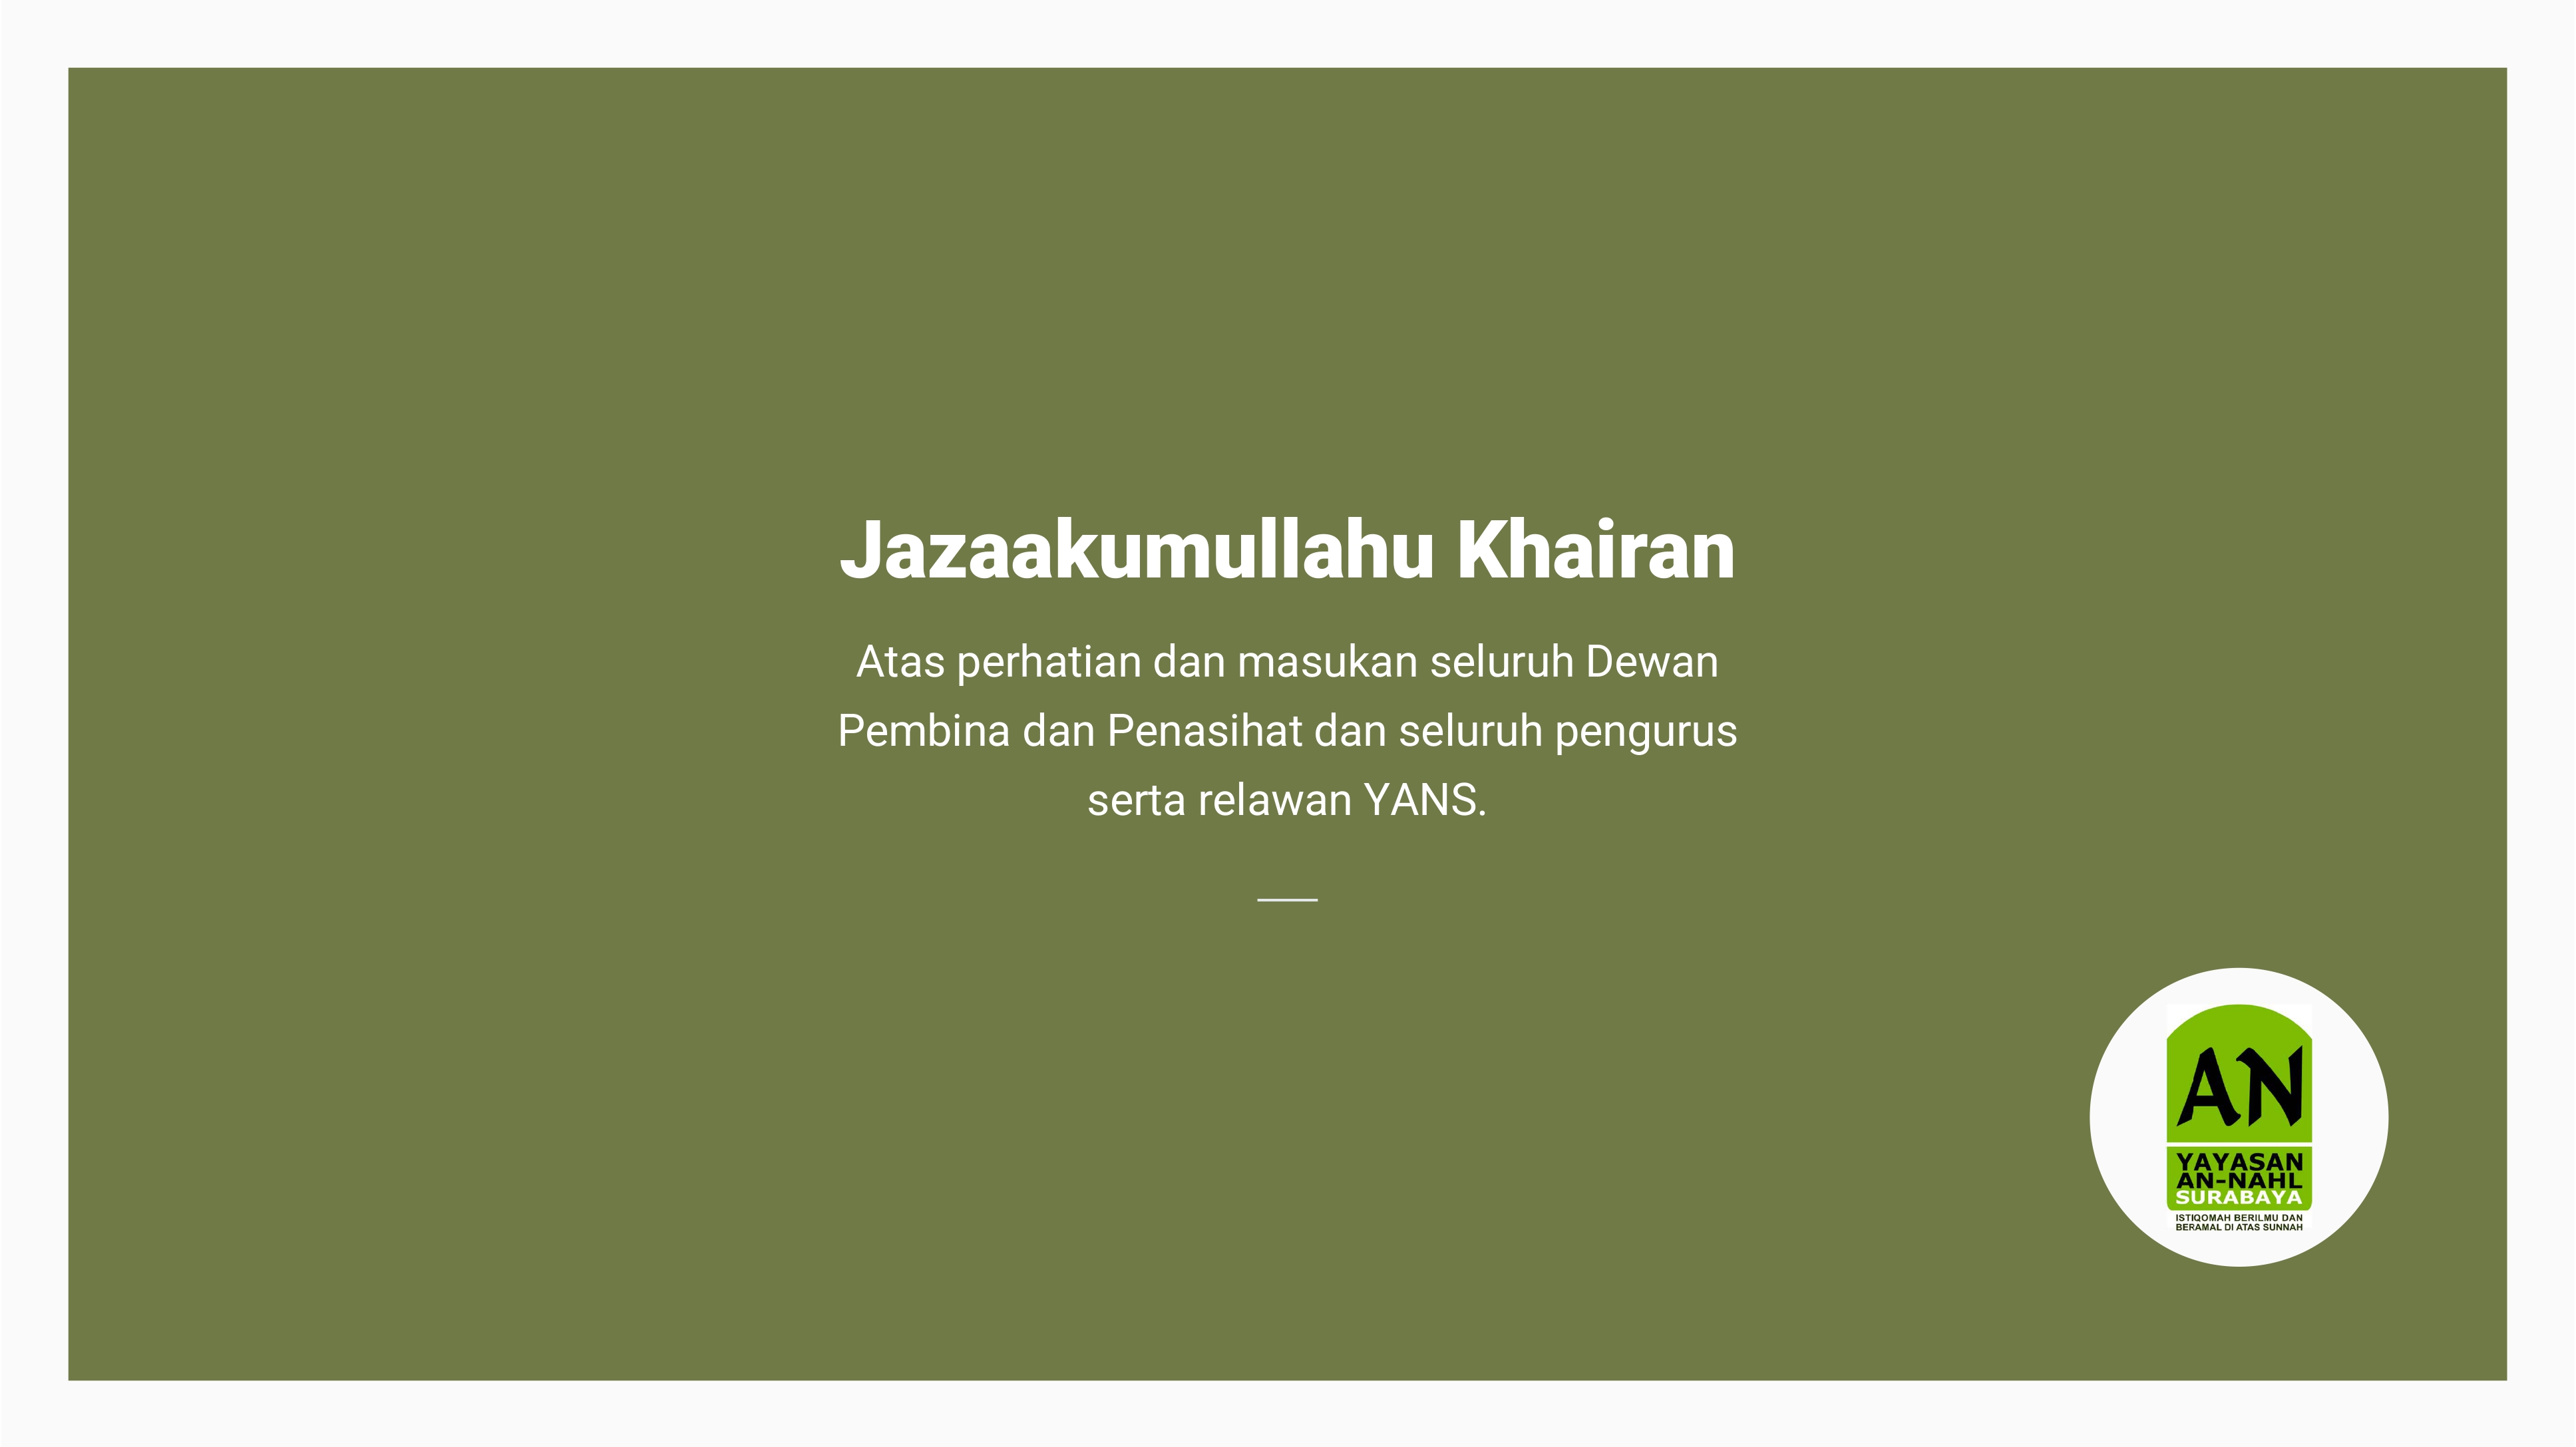 Jazaakumullahu Khairan
Atas perhatian dan masukan seluruh Dewan
Pembina dan Penasihat dan seluruh pengurus
serta relawan YANS.
AN
YAYASAN
AN-NAHL
SURABAYA
ISTIQOMAH BERILMU DAN
BERAMAL DI ATAS SUNNAH